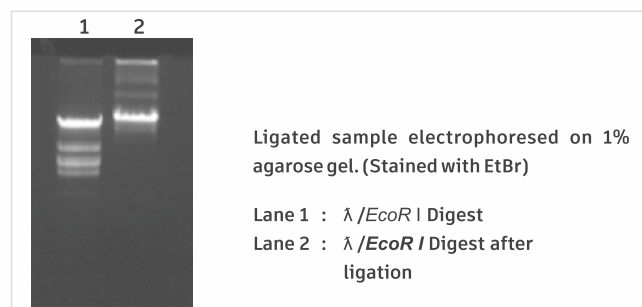 1 2
Ligated sample electrophoresed on 1%
agarose gel. (Stained with EtBr)
Lane 1 : ƛ /EcoR I Digest
Lane 2 : ƛ /EcoR I Digest after
ligation